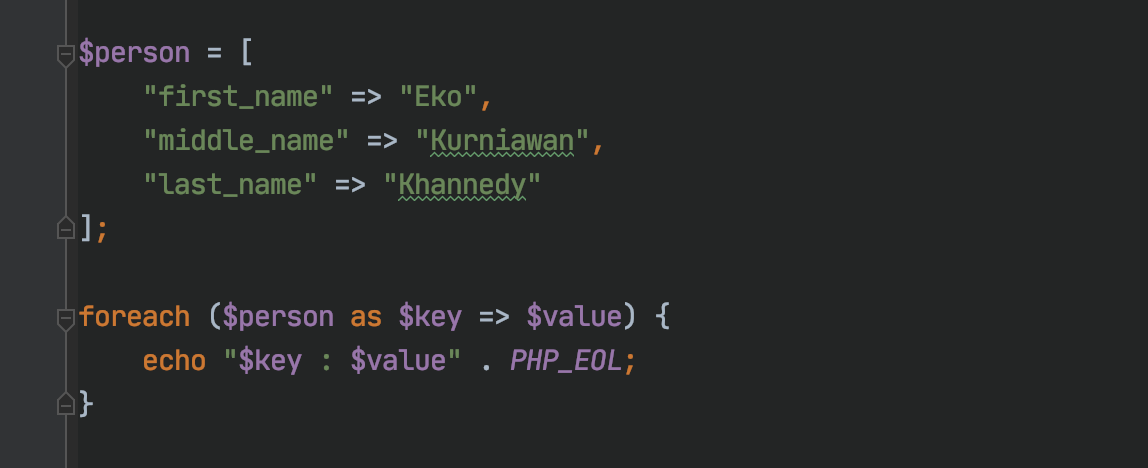 $person = [
    "first_name" => "Eko",
    "middle_name" => "Kurniawan",
    "last_name" => "Khannedy"
];
foreach ($person as $key => $value) {
    echo "$key : $value" . PHP_EOL;
}